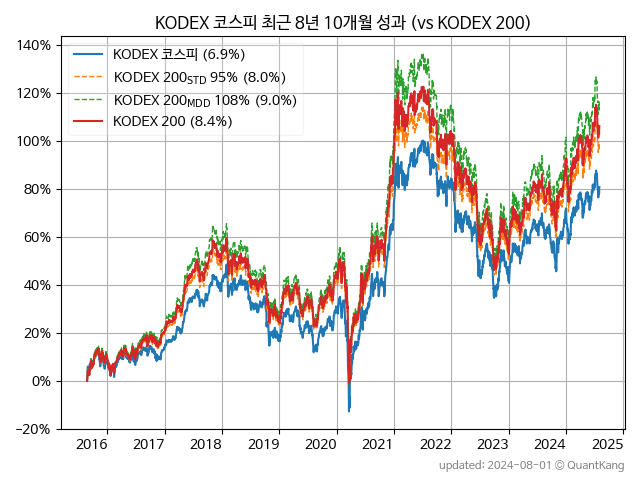 KODEX 코스피 최근 8년 10개월 성과 (vs KODEX 200)
KODEX 코스피 (6.9%)
KODEX 200STD 95% (8.0%)
KODEX 200MDD 108% (9.0%)
KODEX 200 (8.4%)
140%
120%
100%
80%
60%
40%
20%
0%
−20%
2016 2017 2018 2019 2020 2021 2022 2023 2024 2025
updated: 2024-08-01 © QuantKang